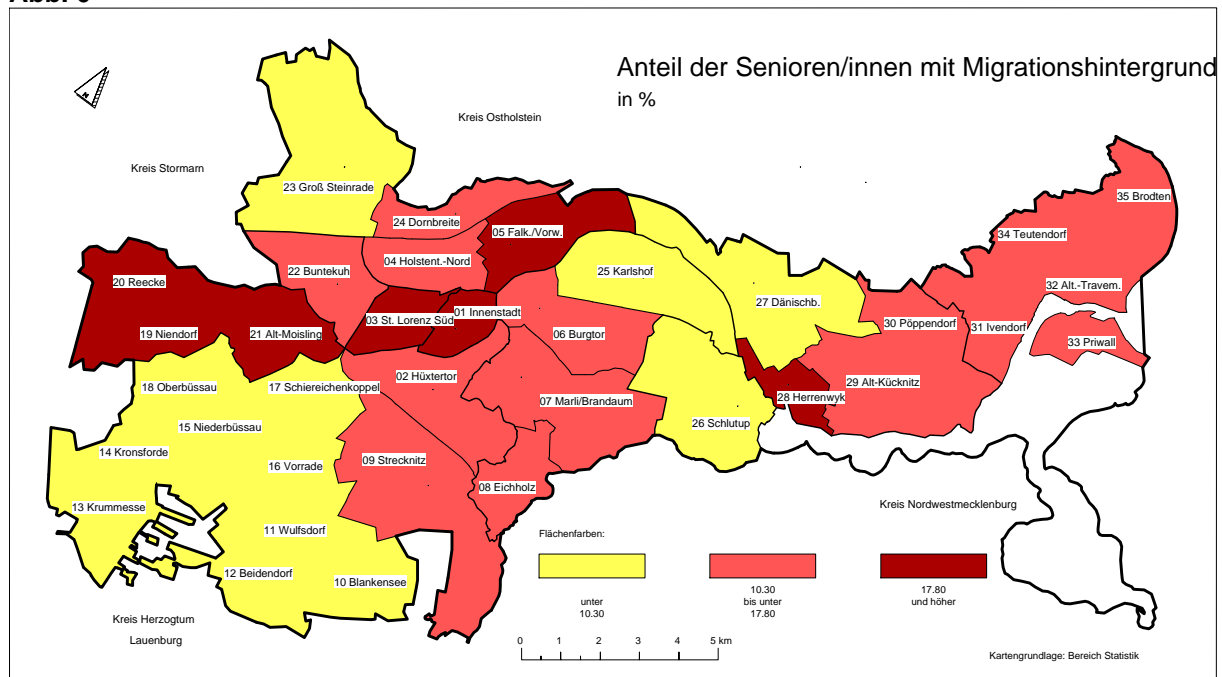 Abb. 6
Anteil der Senioren/innen mit Migrationshintergrund
in %
N
Kreis Ostholstein
Kreis Stormarn
23 Groß Steinrade
35 Brodten
24 Dornbreite
05 Falk./Vorw.
34 Teutendorf
04 Holstent.-Nord
22 Buntekuh
25 Karlshof
20 Reecke
32 Alt.-Travem.
27 Dänischb.
01 Innenstadt
03 St. Lorenz Süd
30 Pöppendorf
31 Ivendorf
19 Niendorf
21 Alt-Moisling
06 Burgtor
33 Priwall
02 Hüxtertor
29 Alt-Kücknitz
18 Oberbüssau
17 Schiereichenkoppel
28 Herrenwyk
07 Marli/Brandaum
26 Schlutup
15 Niederbüssau
14 Kronsforde
09 Strecknitz
16 Vorrade
08 Eichholz
13 Krummesse
Kreis Nordwestmecklenburg
11 Wulfsdorf
Flächenfarben:
12 Beidendorf
10 Blankensee
unter
10.30
10.30
bis unter
17.80
17.80
und höher
Kreis Herzogtum
Lauenburg
0 1 2 3 4 5 km
Kartengrundlage: Bereich Statistik